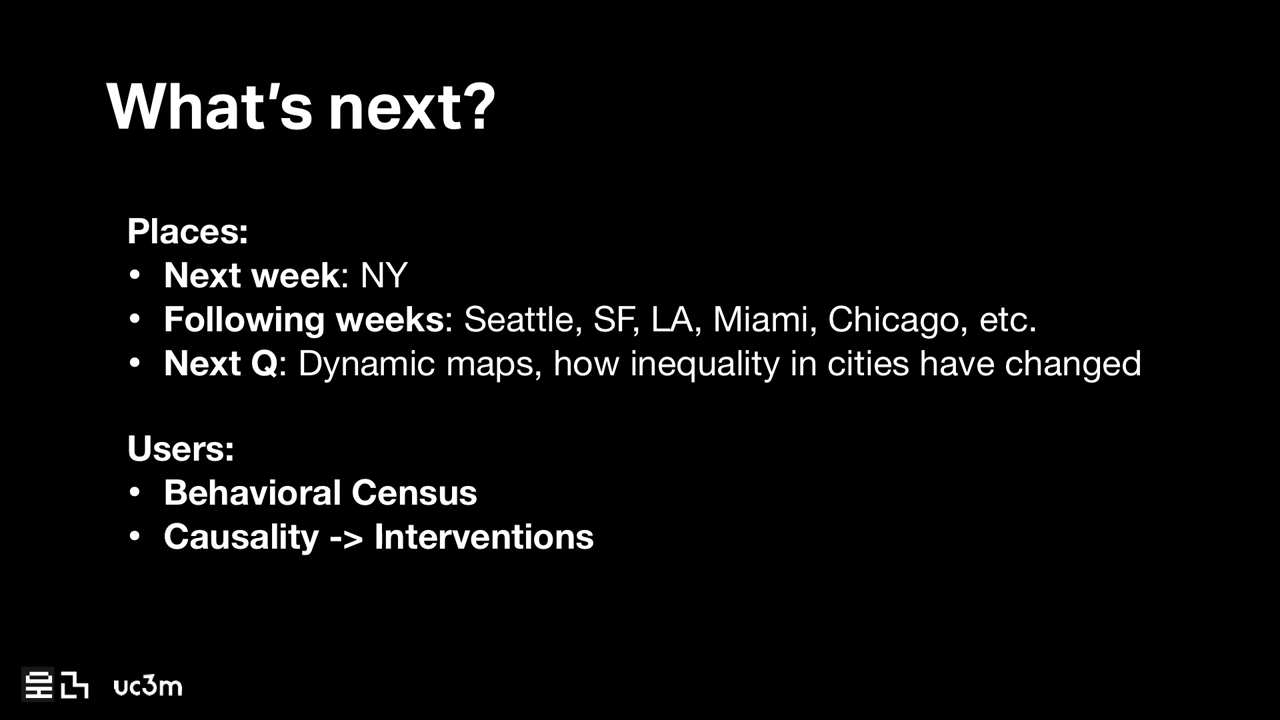 What's next?
Places:
• Next week: NY
• Following weeks: Seattle, SF, LA, Miami, Chicago, etc.
• Next Q: Dynamic maps, how inequality in cities have changed
Users:
• Behavioral Census
• Causality -> Interventions
uc3m